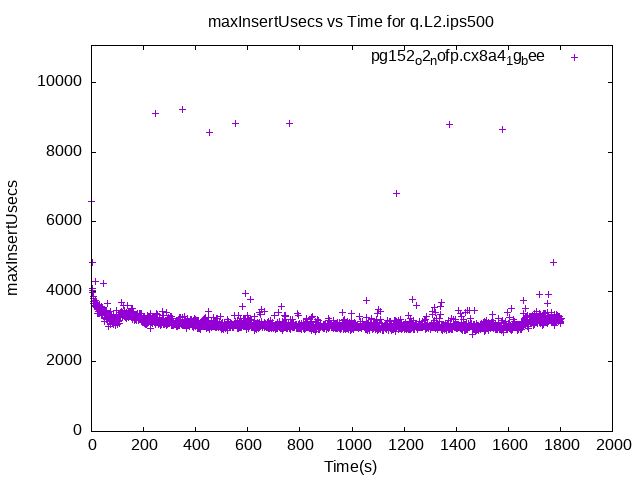 maxInsertUsecs vs Time for q.L2.ips500
pg152o2nofp.cx8a41gbee
10000
8000
6000
4000
2000
0
maxInsertUsecs
0 200 400 600 800 1000 1200 1400 1600 1800 2000
Time(s)